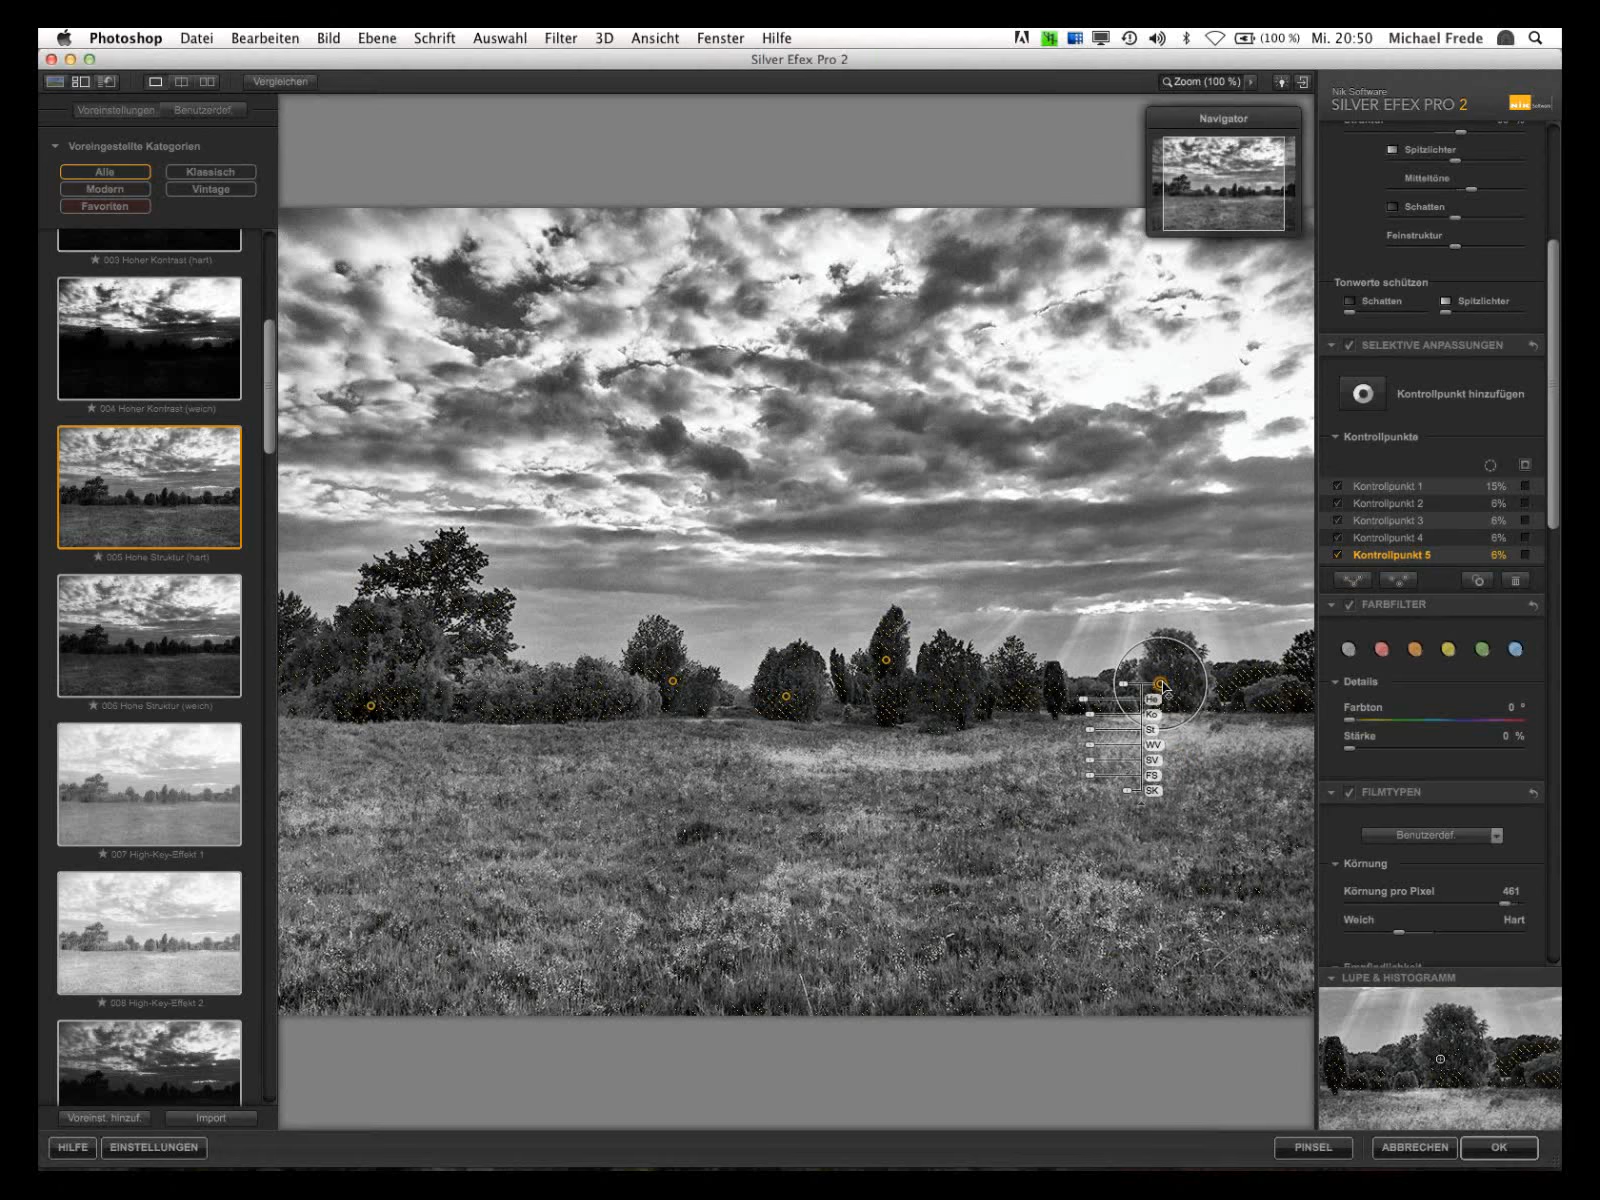 Photoshop Datei Bearbeiten Bild Ebene Schrift Auswahl Filter 3D Ansicht Fenster Hilfe (100 %) Mi. 20:50 Michael Frede
Silver Efex Pro 2
Vergleichen
Zoom (100 %)
Voreinstellungen Benutzerdef.
Voreingestellte Kategorien
Alle Klassisch
Modern Vintage
Favoriten
003 Hoher Kontrast (hart)
004 Hoher Kontrast (weich)
005 Hohe Struktur (hart)
006 Hohe Struktur (weich)
007 High-Key-Effekt 1
008 High-Key-Effekt 2
Voreinst. hinzuf. Import
HILFE EINSTELLUNGEN
Navigator
He
Ko
St
WV
SV
FS
SK
Nik Software
SILVER EFEX PRO 2
Nik Software
Spitzlichter
Mitteltöne
Schatten
Feinstruktur
Tonwerte schützen
Schatten Spitzlichter
SELEKTIVE ANPASSUNGEN
Kontrollpunkt hinzufügen
Kontrollpunkte
Kontrollpunkt 1 15%
Kontrollpunkt 2 6%
Kontrollpunkt 3 6%
Kontrollpunkt 4 6%
Kontrollpunkt 5 6%
FARBFILTER
Details
Farbton 0 °
Stärke 0 %
FILMTYPEN
Benutzerdef.
Körnung
Körnung pro Pixel 461
Weich Hart
LUPE & HISTOGRAMM
PINSEL ABBRECHEN OK